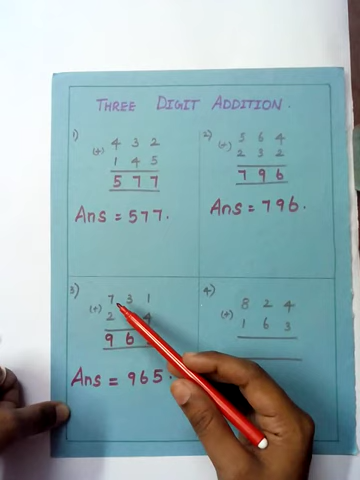 THREE DIGIT ADDITION.
1)
4 3 2
(+)
1 4 5
5 7 7
Ans = 577.
2)
5 6 4
(+)
2 3 2
7 9 6
Ans = 796.
3)
7 3 1
(+)
2 4
9 6
Ans = 965.
4)
8 2 4
(+)
1 6 3